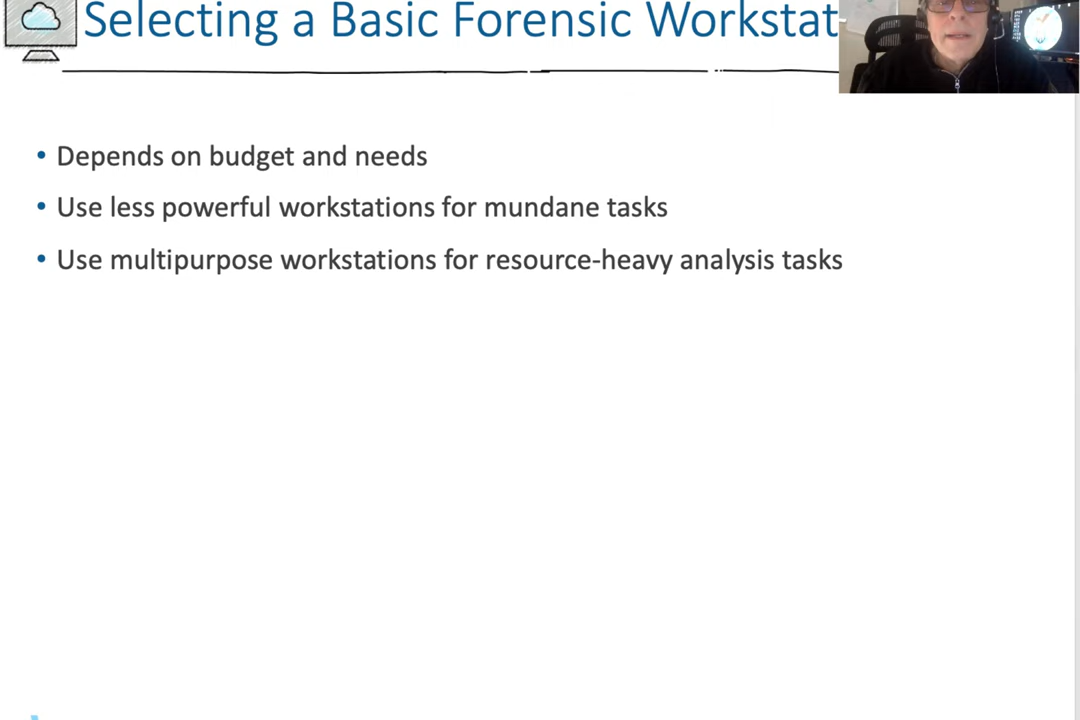 Selecting a Basic Forensic Workstat
• Depends on budget and needs
• Use less powerful workstations for mundane tasks
• Use multipurpose workstations for resource-heavy analysis tasks